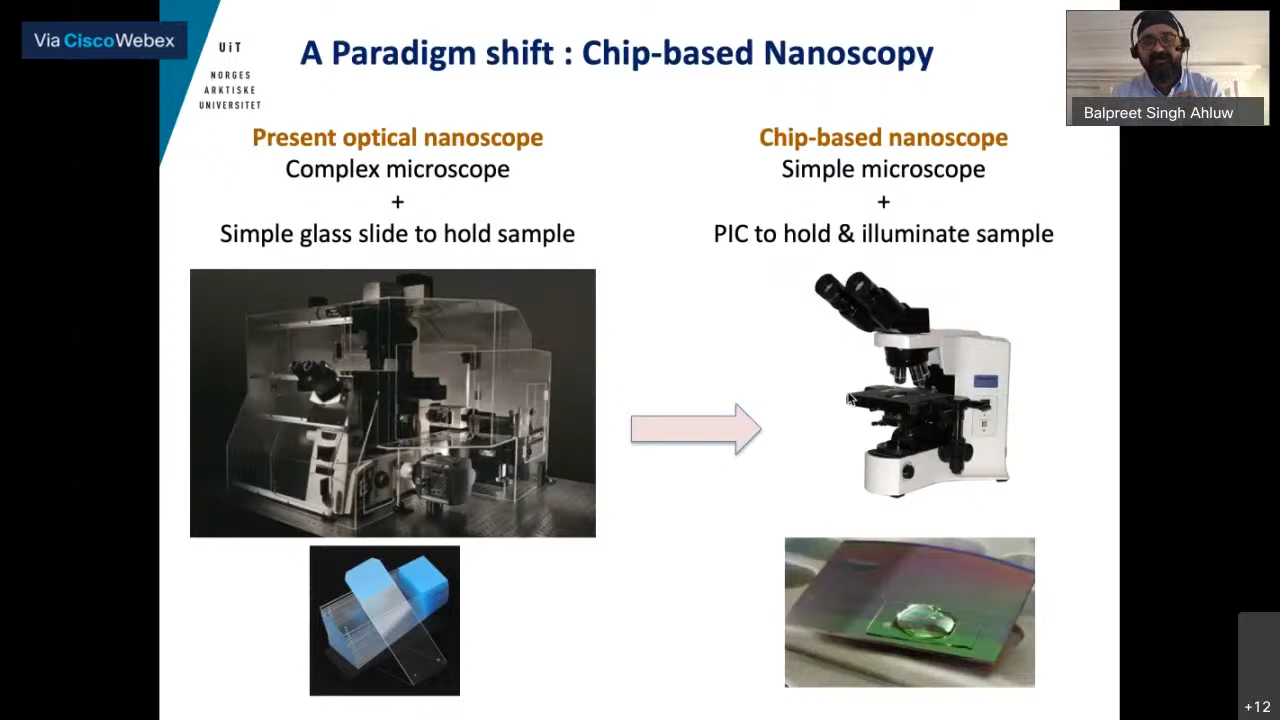 Via CiscoWebex
UiT
NORGES
ARKTISKE
UNIVERSITET
A Paradigm shift : Chip-based Nanoscopy
Balpreet Singh Ahluw
Present optical nanoscope
Complex microscope
+
Simple glass slide to hold sample
Chip-based nanoscope
Simple microscope
+
PIC to hold & illuminate sample
+12